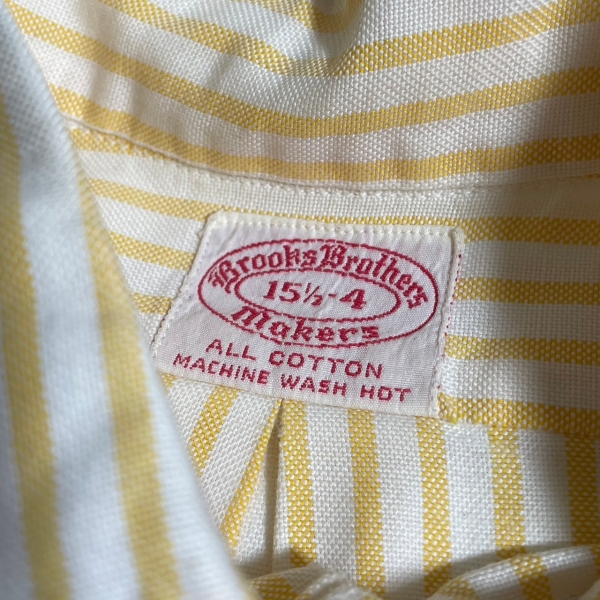 Brooks Brothers
15½-4
Makers
ALL COTTON
MACHINE WASH HOT